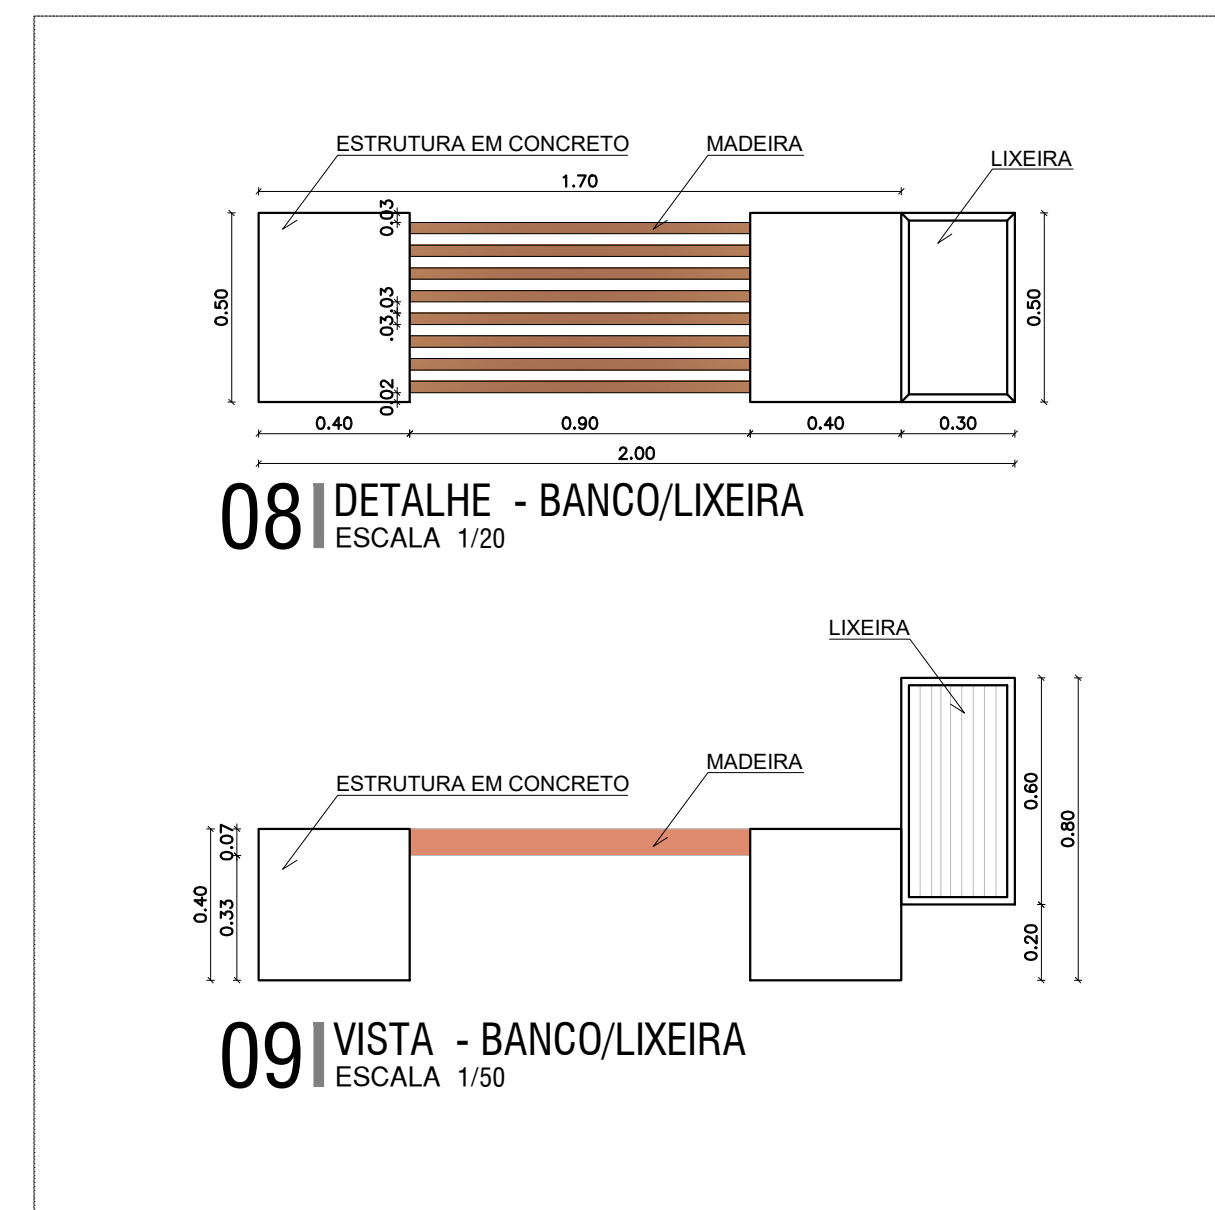 ESTRUTURA EM CONCRETO
MADEIRA
LIXEIRA
1.70
0.03
0.50
.03
.03
0.50
0.02
0.40
0.90
0.40
0.30
2.00
08 DETALHE - BANCO/LIXEIRA
ESCALA 1/20
LIXEIRA
MADEIRA
ESTRUTURA EM CONCRETO
0.07
0.60
0.80
0.40
0.33
0.20
09 VISTA - BANCO/LIXEIRA
ESCALA 1/50